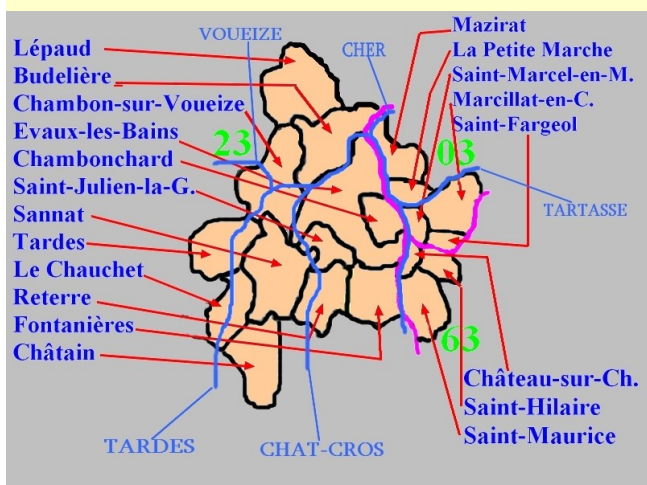 VOUEIZE
CHER
Lépaud
Budelière
Chambon-sur-Voueize
Evaux-les-Bains
Chambonchard
Saint-Julien-la-G.
Sannat
Tardes
Le Chauchet
Reterre
Fontanières
Châtain
23
03
63
Mazirat
La Petite Marche
Saint-Marcel-en-M.
Marcillat-en-C.
Saint-Fargeol
TARTASSE
Château-sur-Ch.
Saint-Hilaire
Saint-Maurice
TARDES
CHAT-CROS